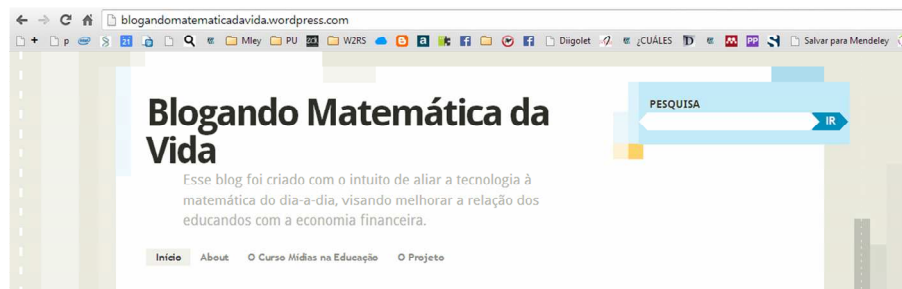 blogandomatematicadavida.wordpress.com
+ p 21 Mley PU W2RS a Diigolet ¿CUÁLES PP Salvar para Mendeley
Blogando Matemática da
Vida
PESQUISA
IR
Esse blog foi criado com o intuito de aliar a tecnologia à
matemática do dia-a-dia, visando melhorar a relação dos
educandos com a economia financeira.
Início About O Curso Mídias na Educação O Projeto